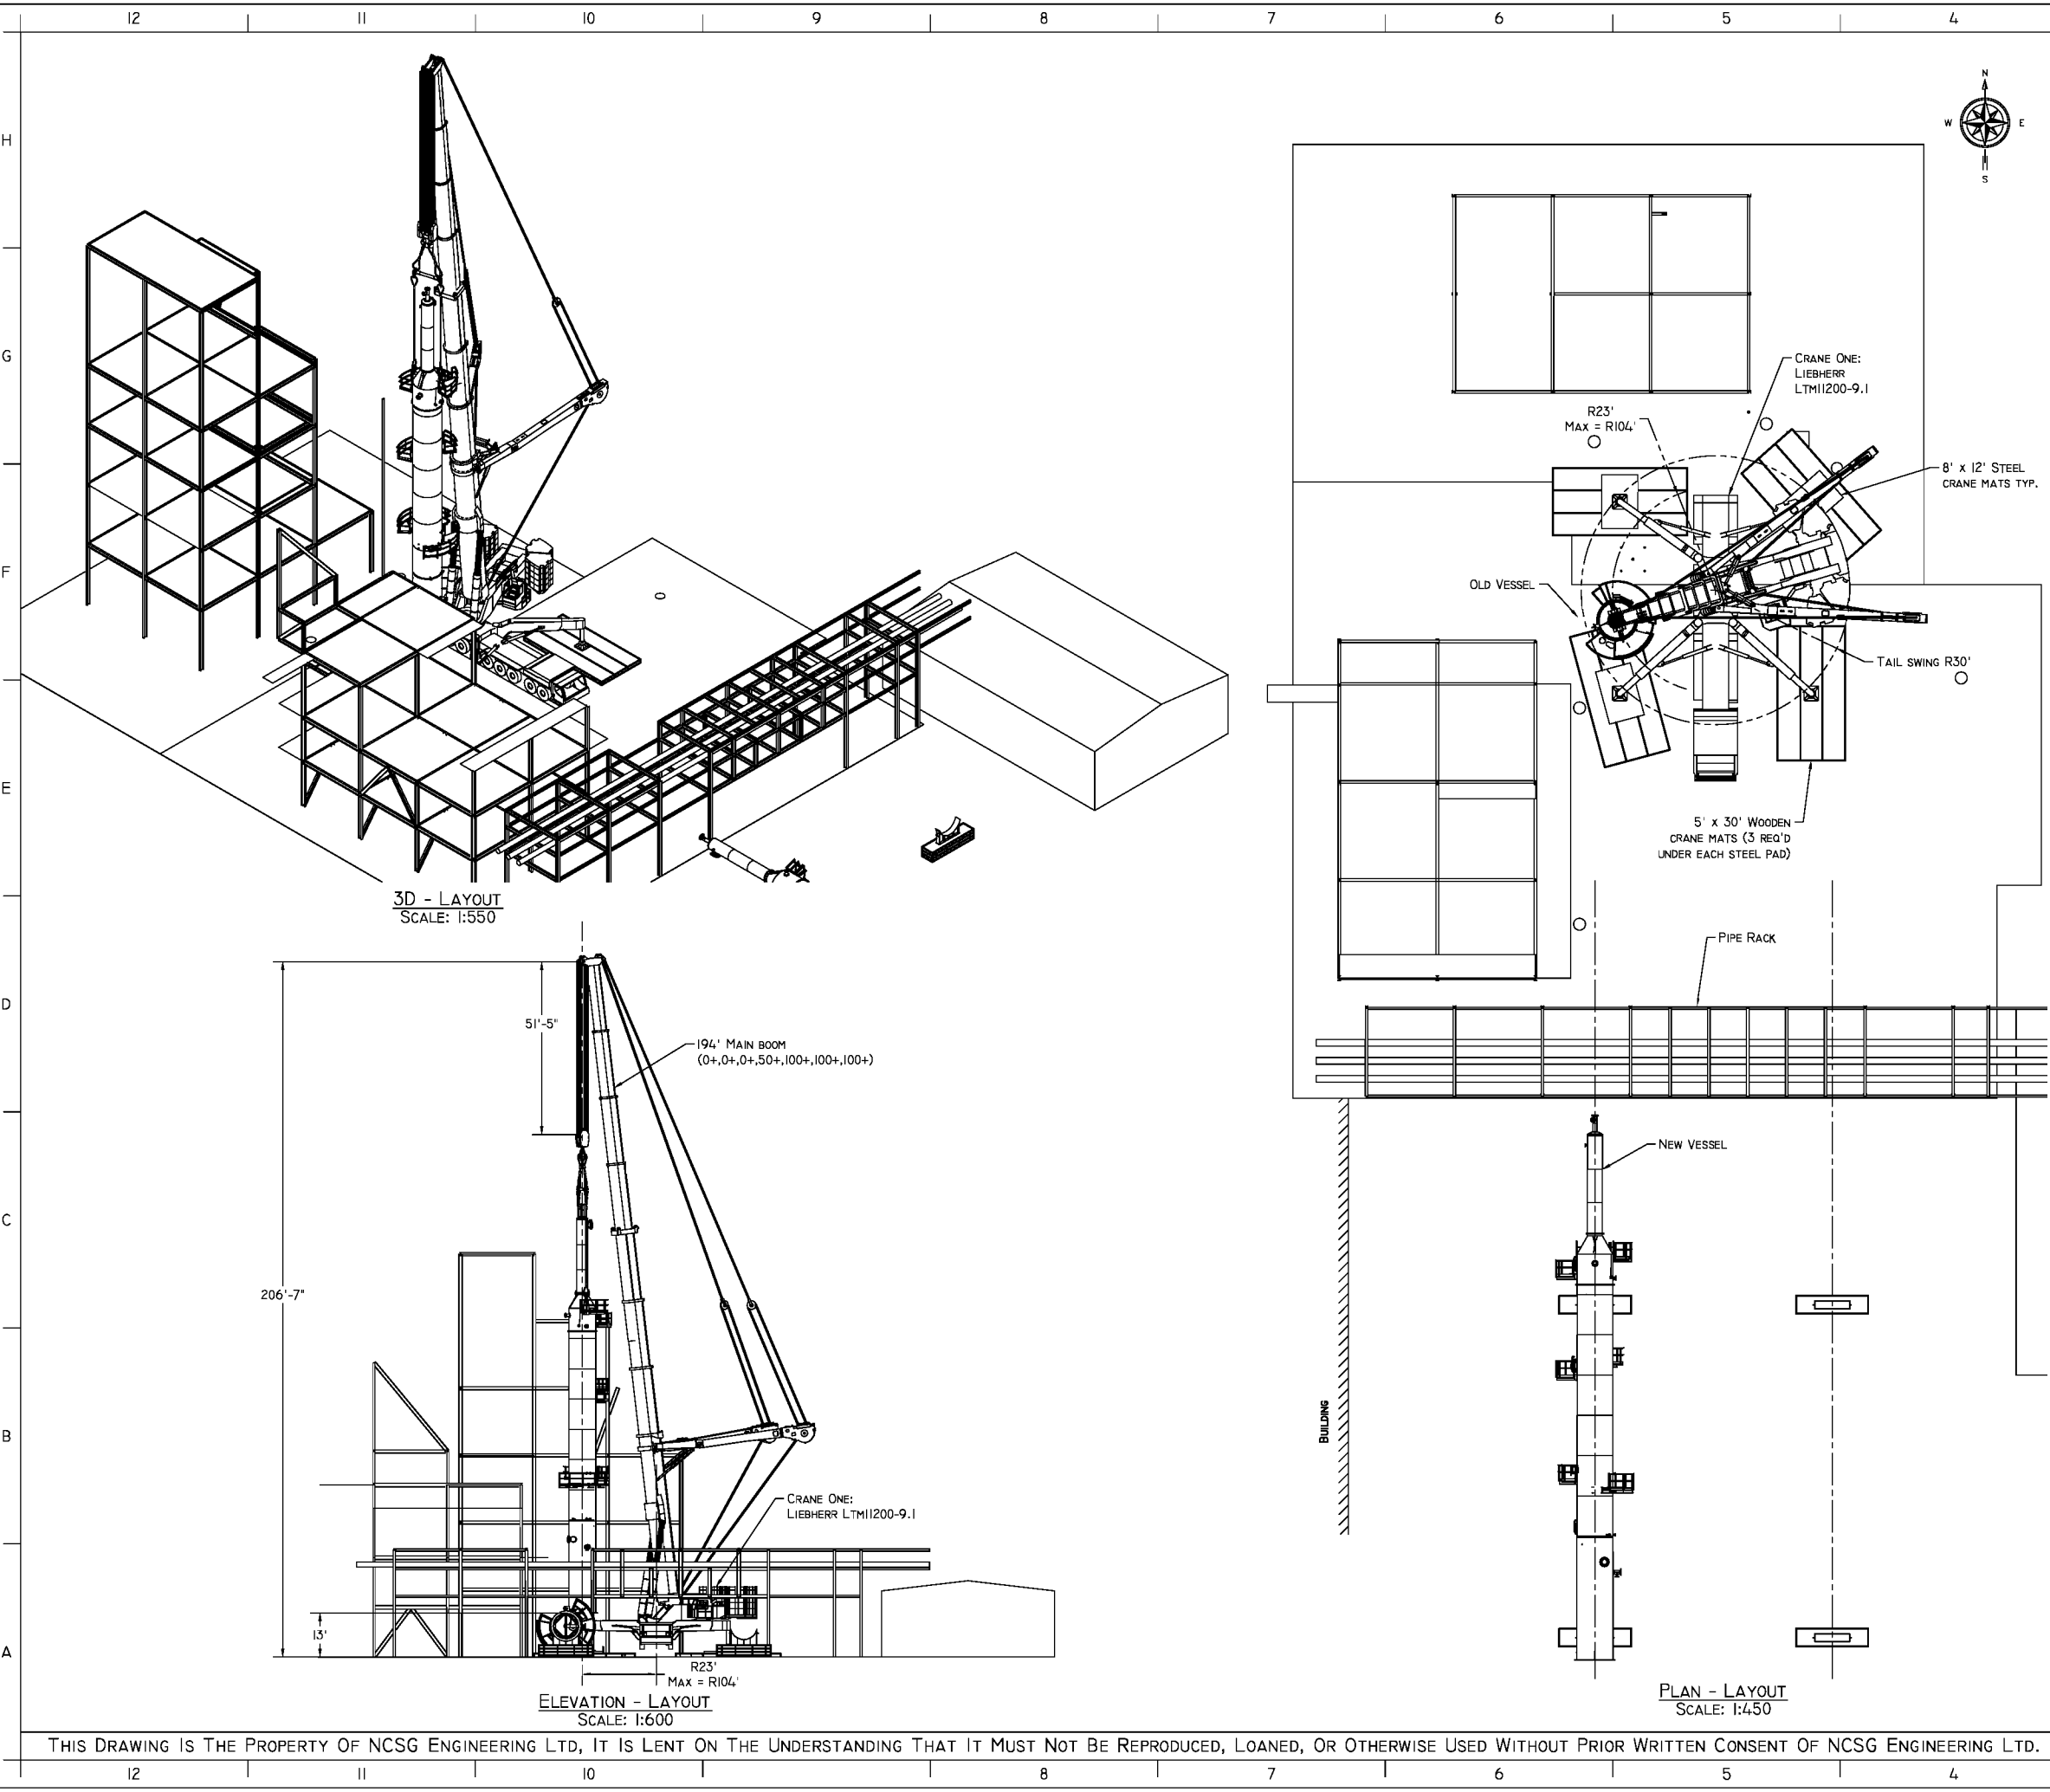 12 11 10 9 8 7 6 5 4
H
G
F
E
D
C
B
A
3D - LAYOUT
SCALE: 1:550
N
W E
S
CRANE ONE:
LIEBHERR
LTM11200-9.1
R23'
MAX = R104'
8' X 12' STEEL
CRANE MATS TYP.
OLD VESSEL
TAIL SWING R30'
5' X 30' WOODEN
CRANE MATS (3 REQ'D
UNDER EACH STEEL PAD)
PIPE RACK
NEW VESSEL
BUILDING
PLAN - LAYOUT
SCALE: 1:450
51'-5"
194' MAIN BOOM
(0+,0+,0+,50+,100+,100+,100+)
206'-7"
CRANE ONE:
LIEBHERR LTM11200-9.1
13'
R23'
MAX = R104'
ELEVATION - LAYOUT
SCALE: 1:600
THIS DRAWING IS THE PROPERTY OF NCSG ENGINEERING LTD, IT IS LENT ON THE UNDERSTANDING THAT IT MUST NOT BE REPRODUCED, LOANED, OR OTHERWISE USED WITHOUT PRIOR WRITTEN CONSENT OF NCSG ENGINEERING LTD.
12 11 10 9 8 7 6 5 4